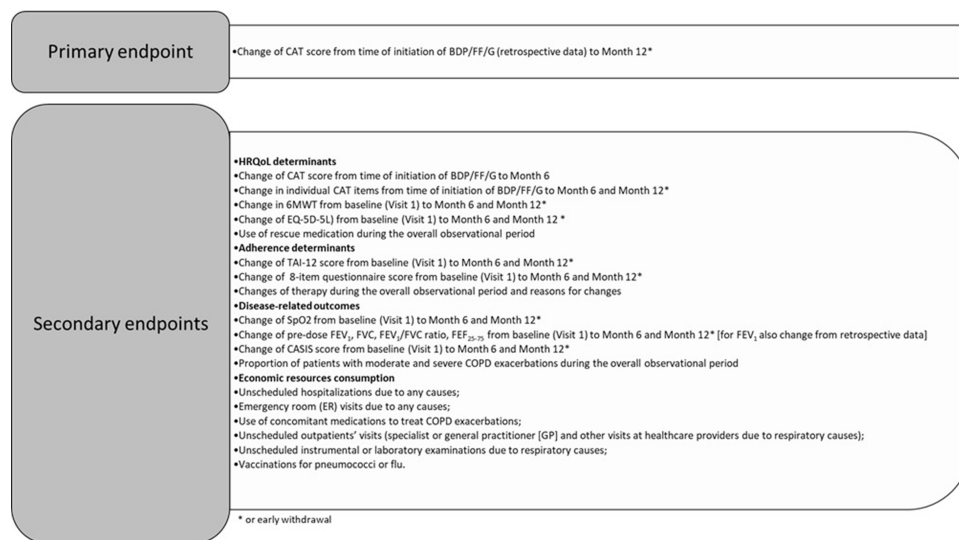 Primary endpoint
•Change of CAT score from time of initiation of BDP/FF/G (retrospective data) to Month 12*
Secondary endpoints
•HRQoL determinants
•Change of CAT score from time of initiation of BDP/FF/G to Month 6
•Change in individual CAT items from time of initiation of BDP/FF/G to Month 6 and Month 12*
•Change in 6MWT from baseline (Visit 1) to Month 6 and Month 12*
•Change of EQ-5D-5L) from baseline (Visit 1) to Month 6 and Month 12 *
•Use of rescue medication during the overall observational period
•Adherence determinants
•Change of TAI-12 score from baseline (Visit 1) to Month 6 and Month 12*
•Change of 8-item questionnaire score from baseline (Visit 1) to Month 6 and Month 12*
•Changes of therapy during the overall observational period and reasons for changes
•Disease-related outcomes
•Change of SpO2 from baseline (Visit 1) to Month 6 and Month 12*
•Change of pre-dose FEV1, FVC, FEV1/FVC ratio, FEF25-75 from baseline (Visit 1) to Month 6 and Month 12* [for FEV1 also change from retrospective data]
•Change of CASIS score from baseline (Visit 1) to Month 6 and Month 12*
•Proportion of patients with moderate and severe COPD exacerbations during the overall observational period
•Economic resources consumption
•Unscheduled hospitalizations due to any causes;
•Emergency room (ER) visits due to any causes;
•Use of concomitant medications to treat COPD exacerbations;
•Unscheduled outpatients' visits (specialist or general practitioner [GP] and other visits at healthcare providers due to respiratory causes);
•Unscheduled instrumental or laboratory examinations due to respiratory causes;
•Vaccinations for pneumococci or flu.
* or early withdrawal